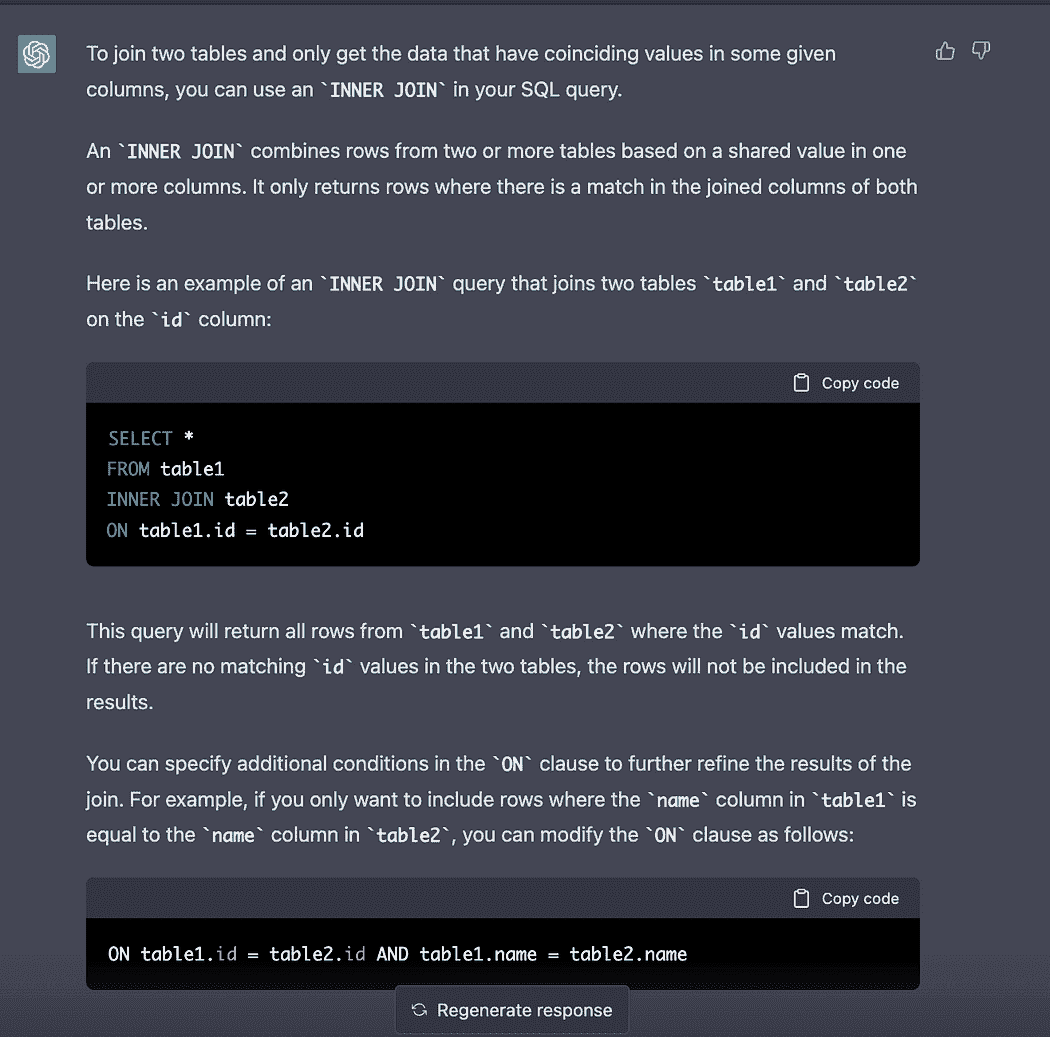 To join two tables and only get the data that have coinciding values in some given
columns, you can use an `INNER JOIN` in your SQL query.
An `INNER JOIN` combines rows from two or more tables based on a shared value in one
or more columns. It only returns rows where there is a match in the joined columns of both
tables.
Here is an example of an `INNER JOIN` query that joins two tables `table1` and `table2`
on the `id` column:
Copy code
SELECT *
FROM table1
INNER JOIN table2
ON table1.id = table2.id
This query will return all rows from `table1` and `table2` where the `id` values match.
If there are no matching `id` values in the two tables, the rows will not be included in the
results.
You can specify additional conditions in the `ON` clause to further refine the results of the
join. For example, if you only want to include rows where the `name` column in `table1` is
equal to the `name` column in `table2`, you can modify the `ON` clause as follows:
Copy code
ON table1.id = table2.id AND table1.name = table2.name
Regenerate response